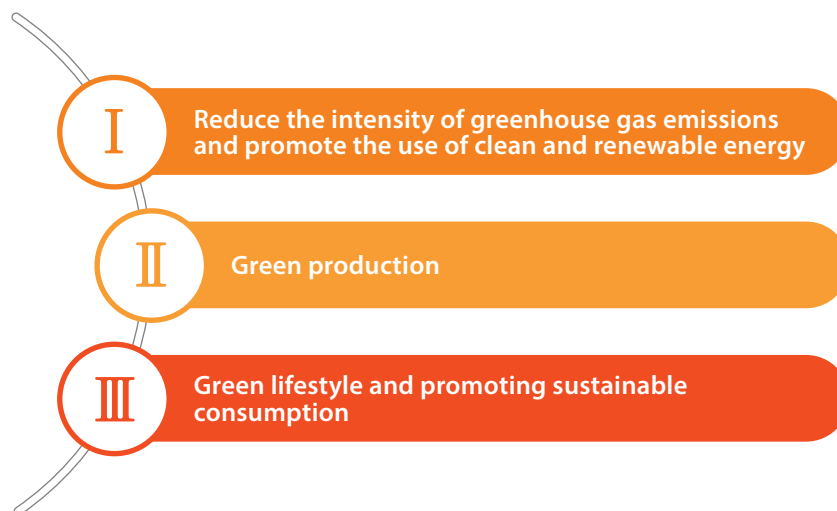 I
Reduce the intensity of greenhouse gas emissions
and promote the use of clean and renewable energy
II
Green production
III
Green lifestyle and promoting sustainable
consumption